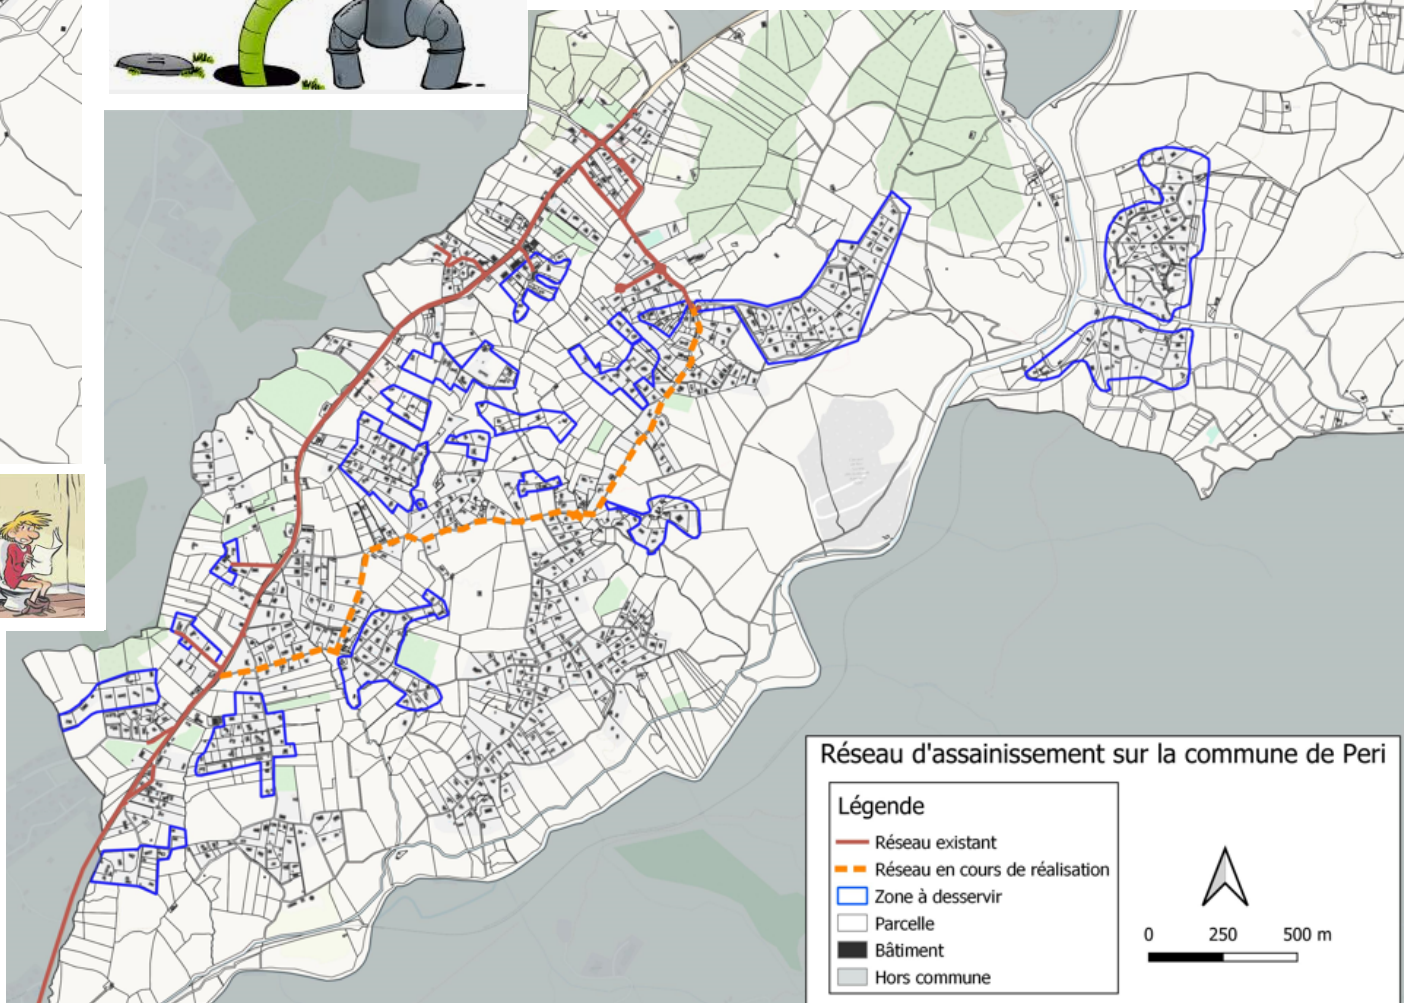 Réseau d'assainissement sur la commune de Peri
Légende
Réseau existant
Réseau en cours de réalisation
Zone à desservir
Parcelle
Bâtiment
Hors commune
0 250 500 m